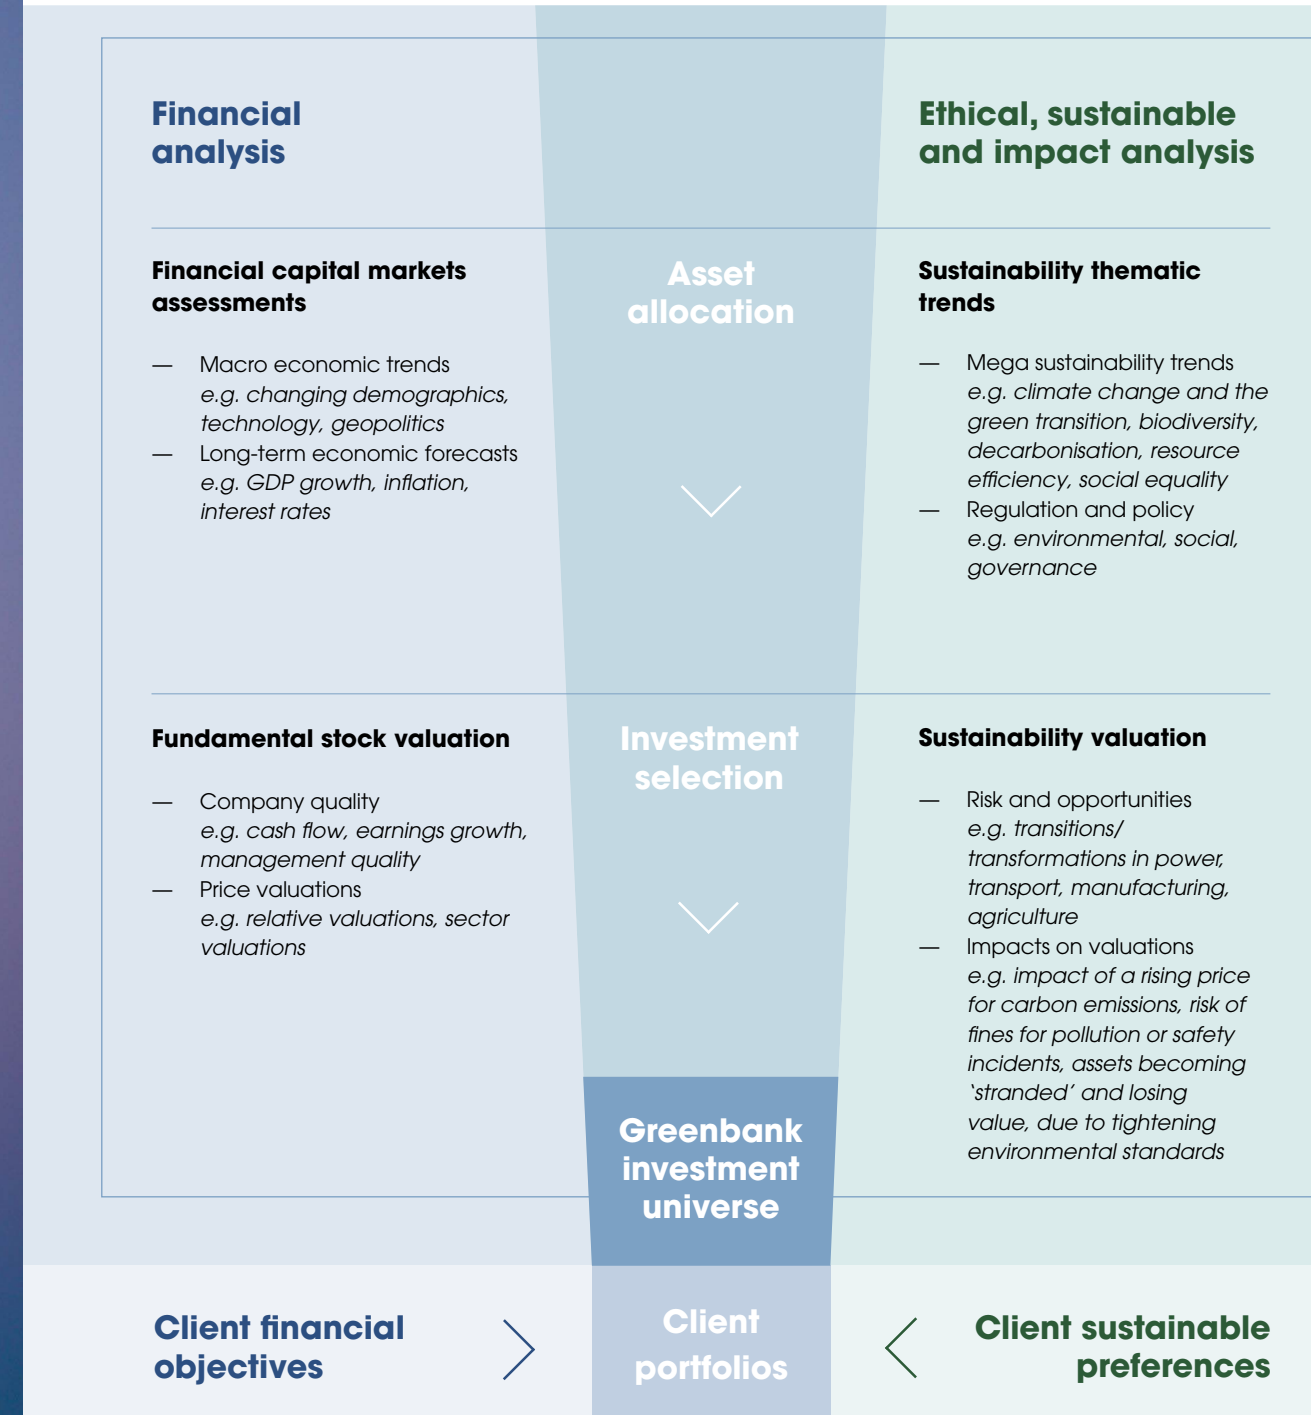 Financial
analysis
Ethical, sustainable
and impact analysis
Financial capital markets
assessments
— Macro economic trends
e.g. changing demographics,
technology, geopolitics
— Long-term economic forecasts
e.g. GDP growth, inflation,
interest rates
Asset
allocation
Sustainability thematic
trends
— Mega sustainability trends
e.g. climate change and the
green transition, biodiversity,
decarbonisation, resource
efficiency, social equality
— Regulation and policy
e.g. environmental, social,
governance
Fundamental stock valuation
— Company quality
e.g. cash flow, earnings growth,
management quality
— Price valuations
e.g. relative valuations, sector
valuations
Investment
selection
Sustainability valuation
— Risk and opportunities
e.g. transitions/
transformations in power,
transport, manufacturing,
agriculture
— Impacts on valuations
e.g. impact of a rising price
for carbon emissions, risk of
fines for pollution or safety
incidents, assets becoming
‘stranded’ and losing
value, due to tightening
environmental standards
Greenbank
investment
universe
Client financial
objectives
Client
portfolios
Client sustainable
preferences